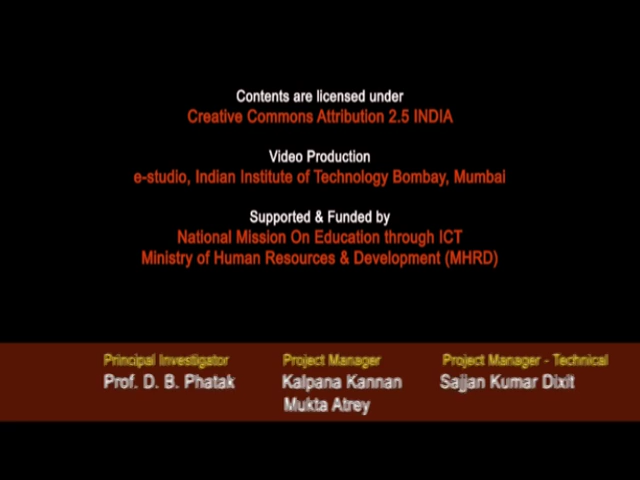 Contents are licensed under
Creative Commons Attribution 2.5 INDIA
Video Production
e-studio, Indian Institute of Technology Bombay, Mumbai
Supported & Funded by
National Mission On Education through ICT
Ministry of Human Resources & Development (MHRD)
Principal Investigator Project Manager Project Manager - Technical
Prof. D. B. Phatak Kalpana Kannan Sajjan Kumar Dixit
Mukta Atrey